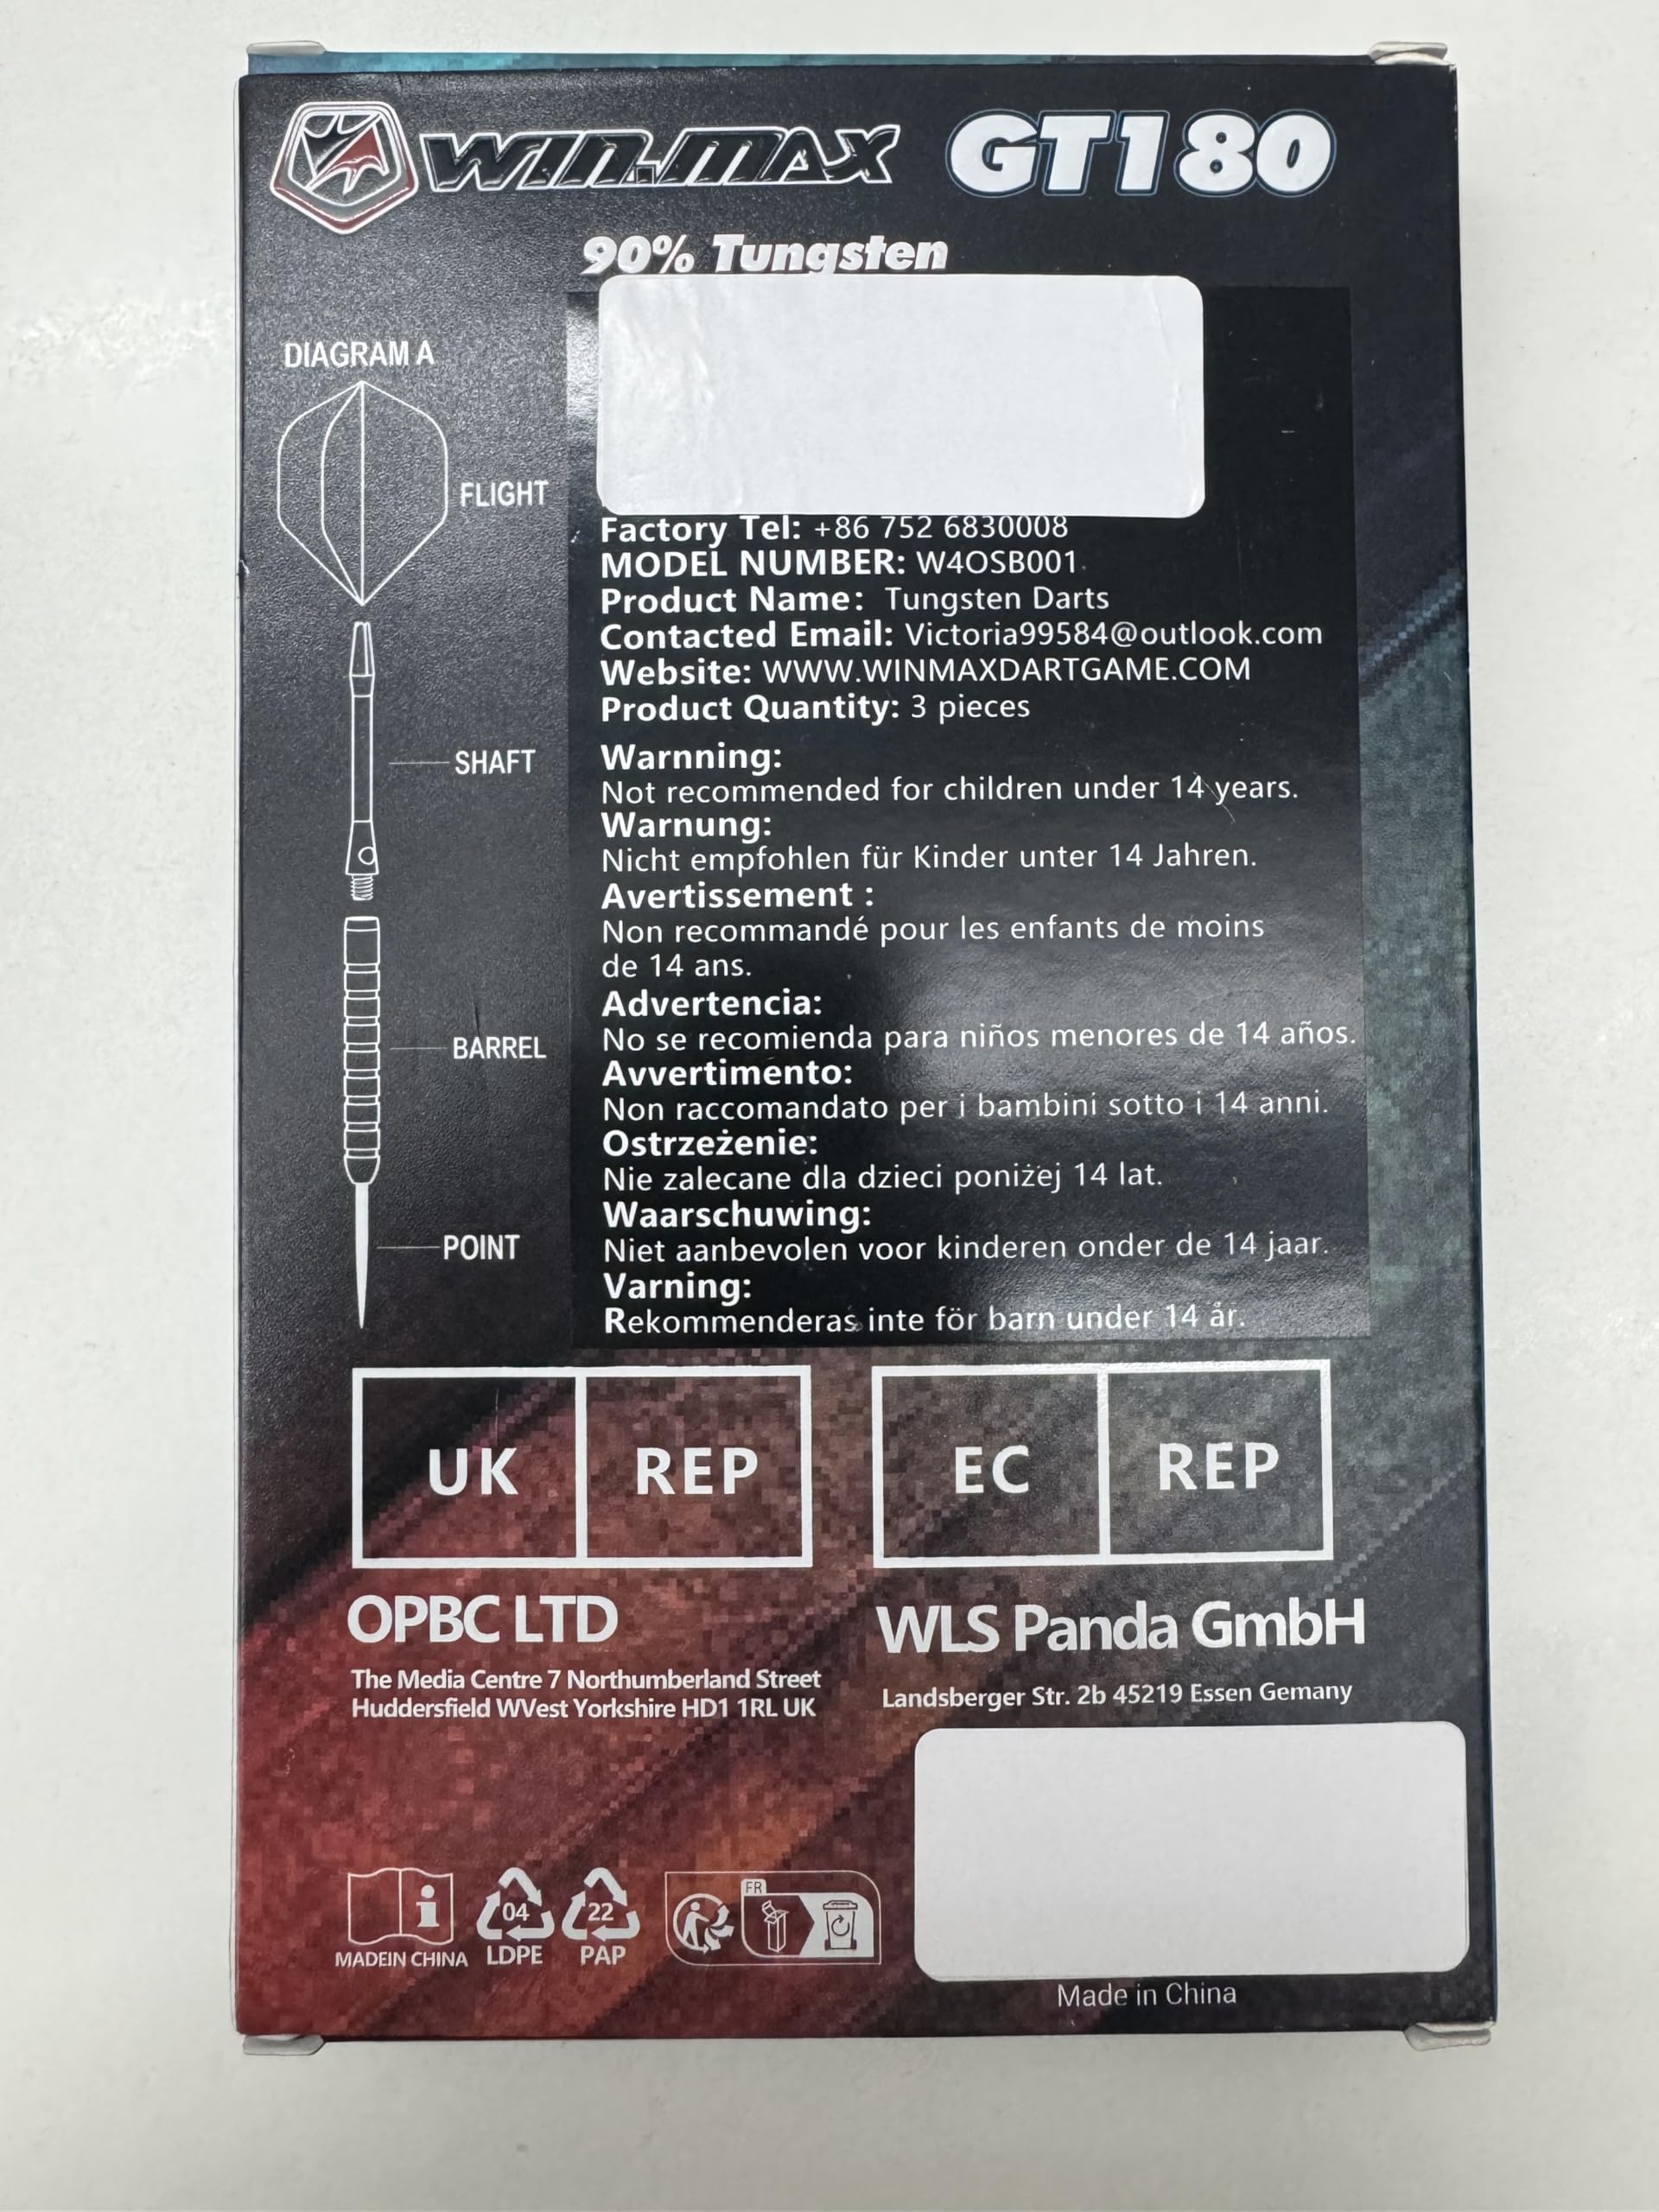 WIN.MAX GT180
90% Tungsten
DIAGRAM A
FLIGHT
SHAFT
BARREL
POINT
Factory Tel: +86 752 6830008
MODEL NUMBER: W4OSB001
Product Name: Tungsten Darts
Contacted Email: Victoria99584@outlook.com
Website: WWW.WINMAXDARTGAME.COM
Product Quantity: 3 pieces
Warnning:
Not recommended for children under 14 years.
Warnung:
Nicht empfohlen für Kinder unter 14 Jahren.
Avertissement :
Non recommandé pour les enfants de moins
de 14 ans.
Advertencia:
No se recomienda para niños menores de 14 años.
Avvertimento:
Non raccomandato per i bambini sotto i 14 anni.
Ostrzeżenie:
Nie zalecane dla dzieci poniżej 14 lat.
Waarschuwing:
Niet aanbevolen voor kinderen onder de 14 jaar.
Varning:
Rekommenderas inte för barn under 14 år.
UK REP
OPBC LTD
The Media Centre 7 Northumberland Street
Huddersfield WVest Yorkshire HD1 1RL UK
EC REP
WLS Panda GmbH
Landsberger Str. 2b 45219 Essen Gemany
i
MADEIN CHINA
04
LDPE
22
PAP
FR
Made in China